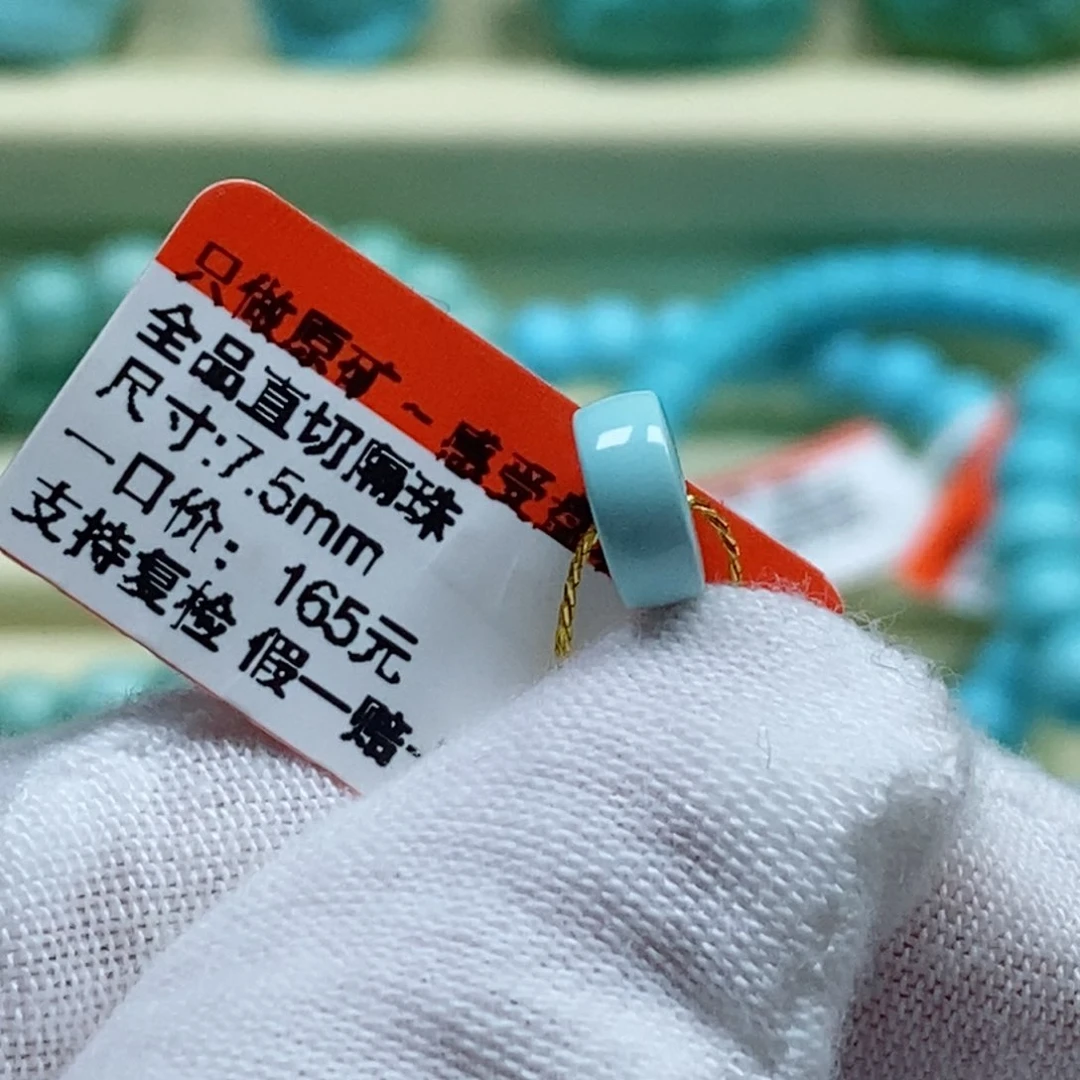 只做原矿~感受
全品直切隔珠
尺寸:7.5mm
一口价：165元
支持复检 假一赔